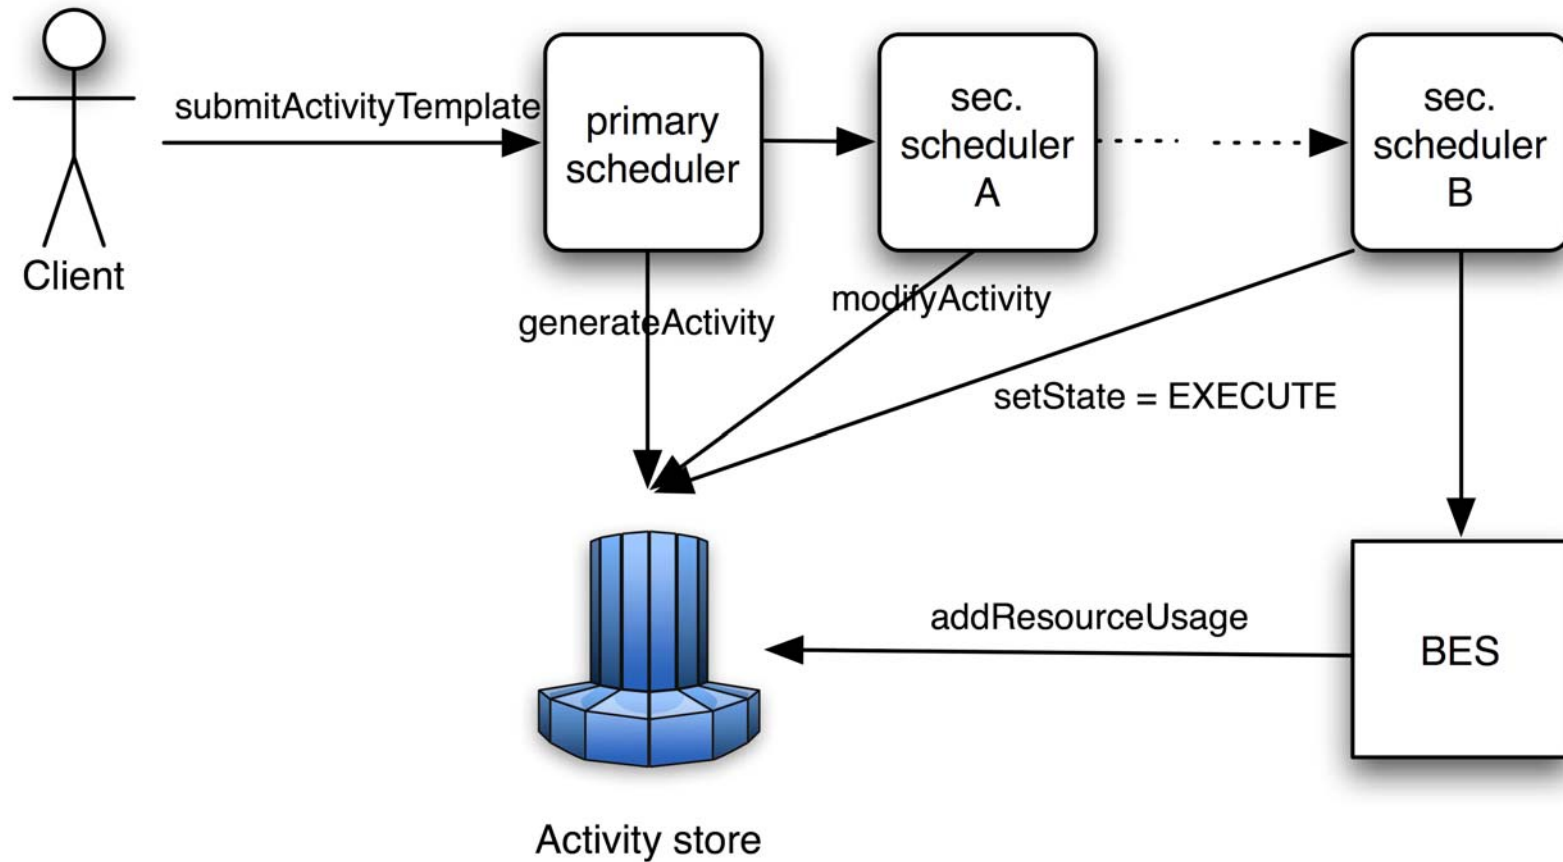 Client
submitActivityTemplate
primary
scheduler
sec.
scheduler
A
sec.
scheduler
B
generateActivity
modifyActivity
setState = EXECUTE
addResourceUsage
BES
Activity store